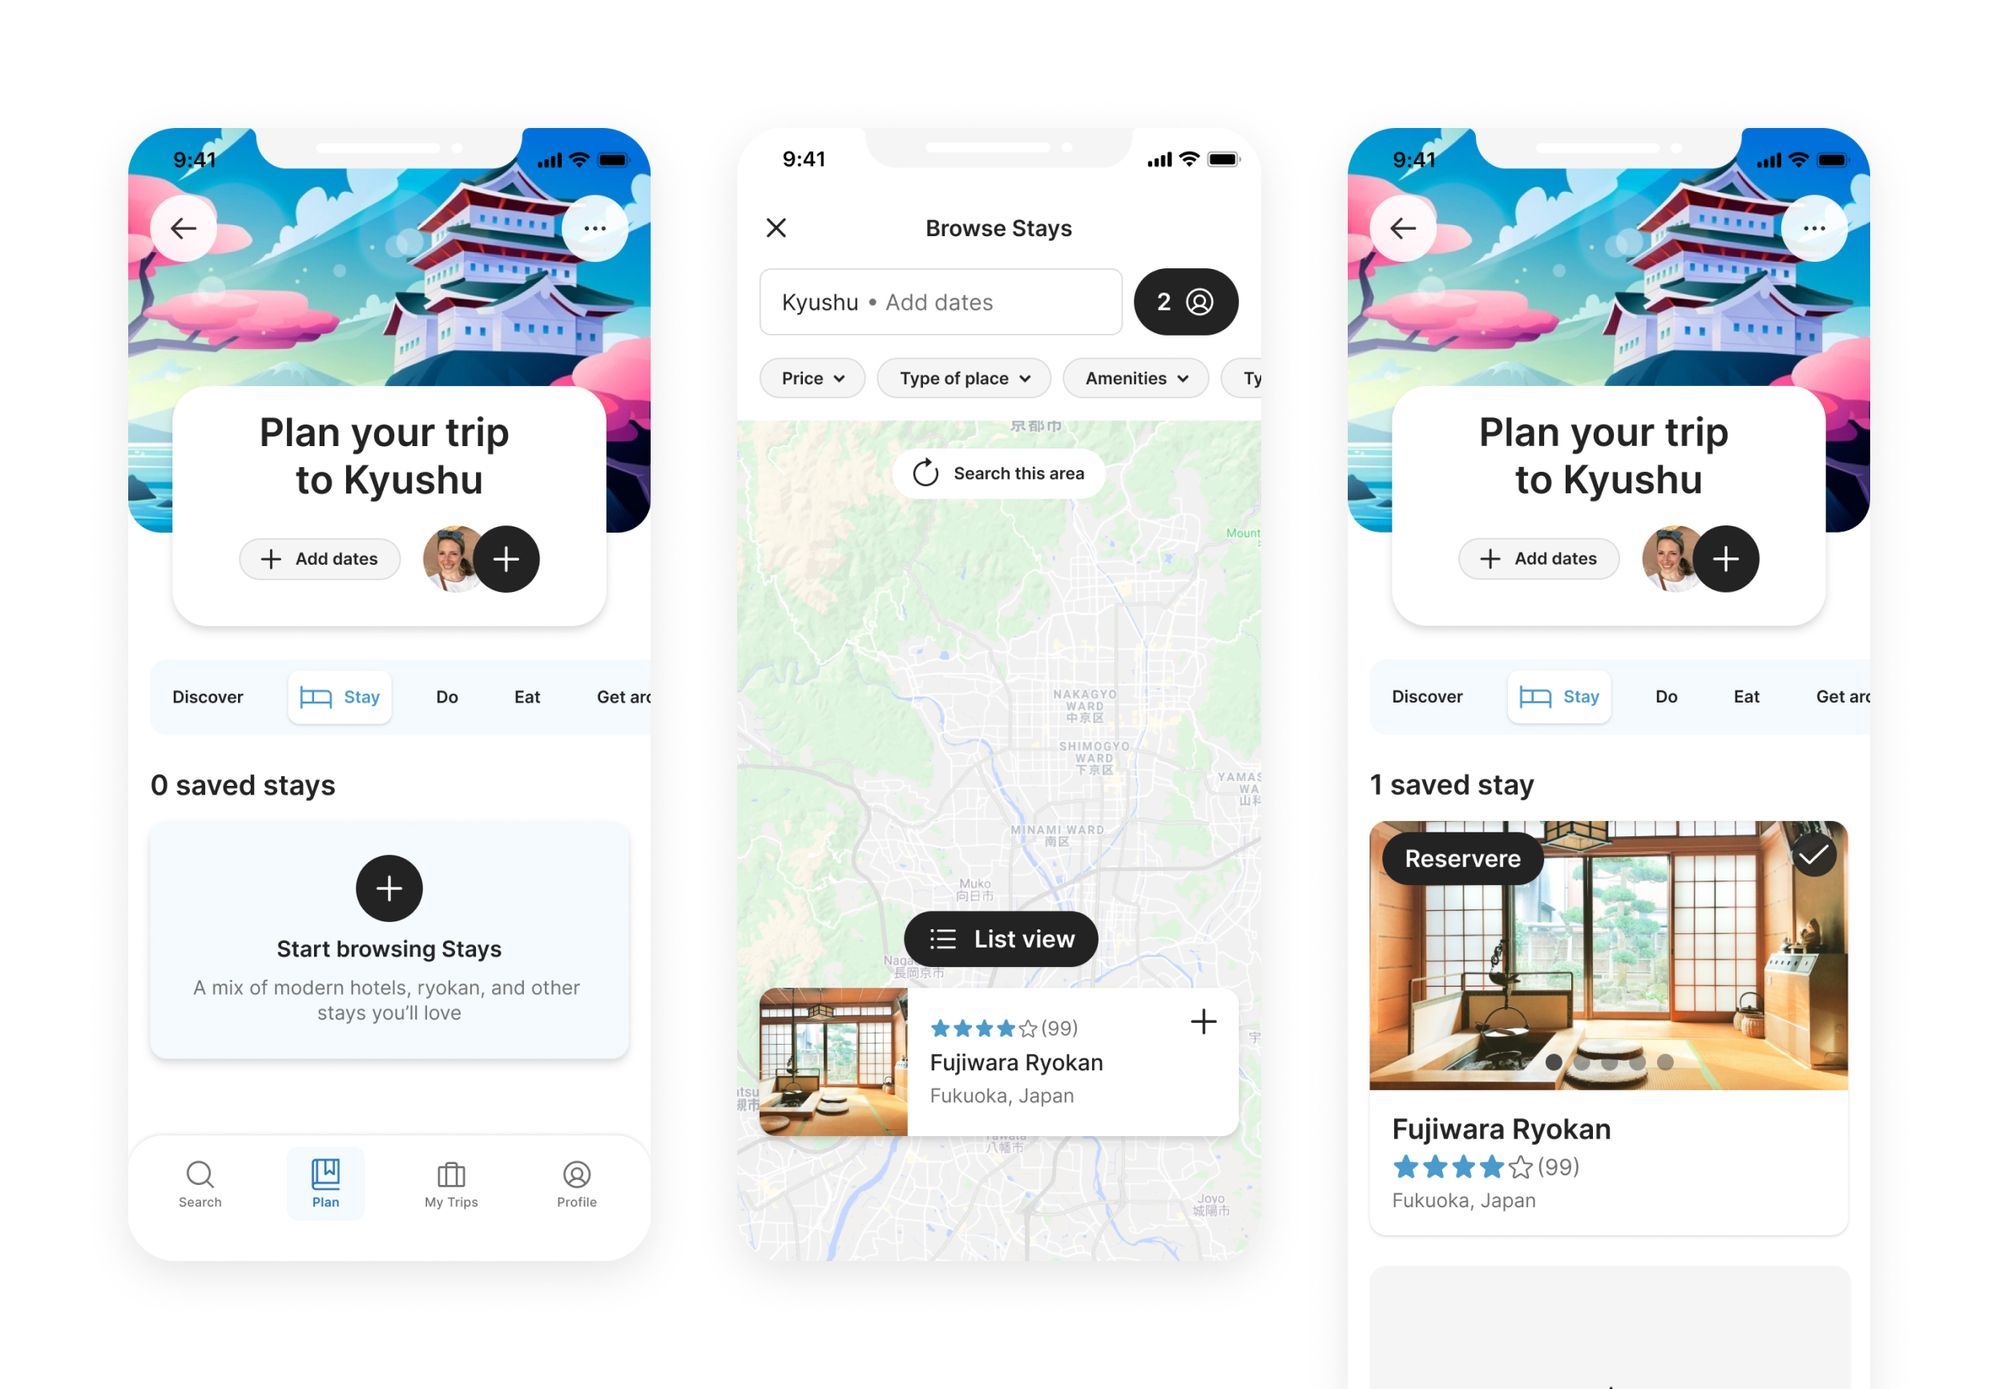 9:41
Plan your trip
to Kyushu
Add dates
Discover
Stay
Do
Eat
Get arc
0 saved stays
Start browsing Stays
A mix of modern hotels, ryokan, and other
stays you'll love
Search
Plan
My Trips
Profile
9:41
Browse Stays
Kyushu • Add dates
2
Price
Type of place
Amenities
Ty
京都市
Search this area
Mount
NAKAGYO
WARD
中京区
SHIMOGYO
WARD
下京区
YAMAS
WA
山科
MINAMI WARD
南区
Muko
向日市
List view
Naga
長岡京市
(99)
Fujiwara Ryokan
Fukuoka, Japan
八幡市
Joyo
城陽市
9:41
Plan your trip
to Kyushu
Add dates
Discover
Stay
Do
Eat
Get arc
1 saved stay
Reservere
Fujiwara Ryokan
(99)
Fukuoka, Japan